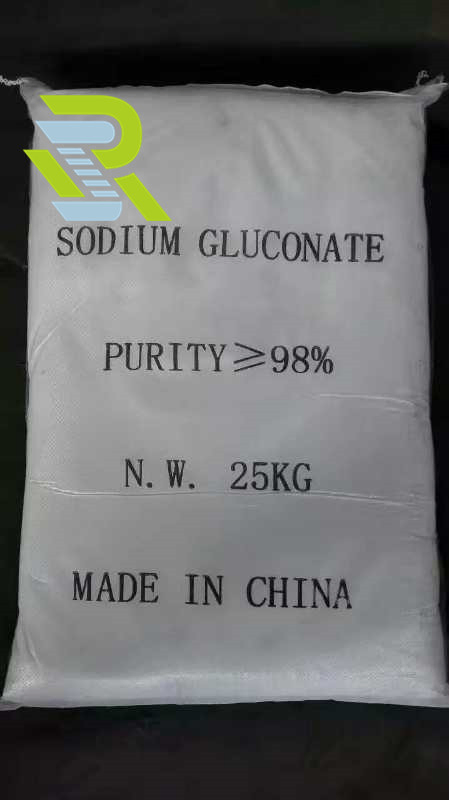 SODIUM GLUCONATE
PURITY≥98%
N.W. 25KG
MADE IN CHINA